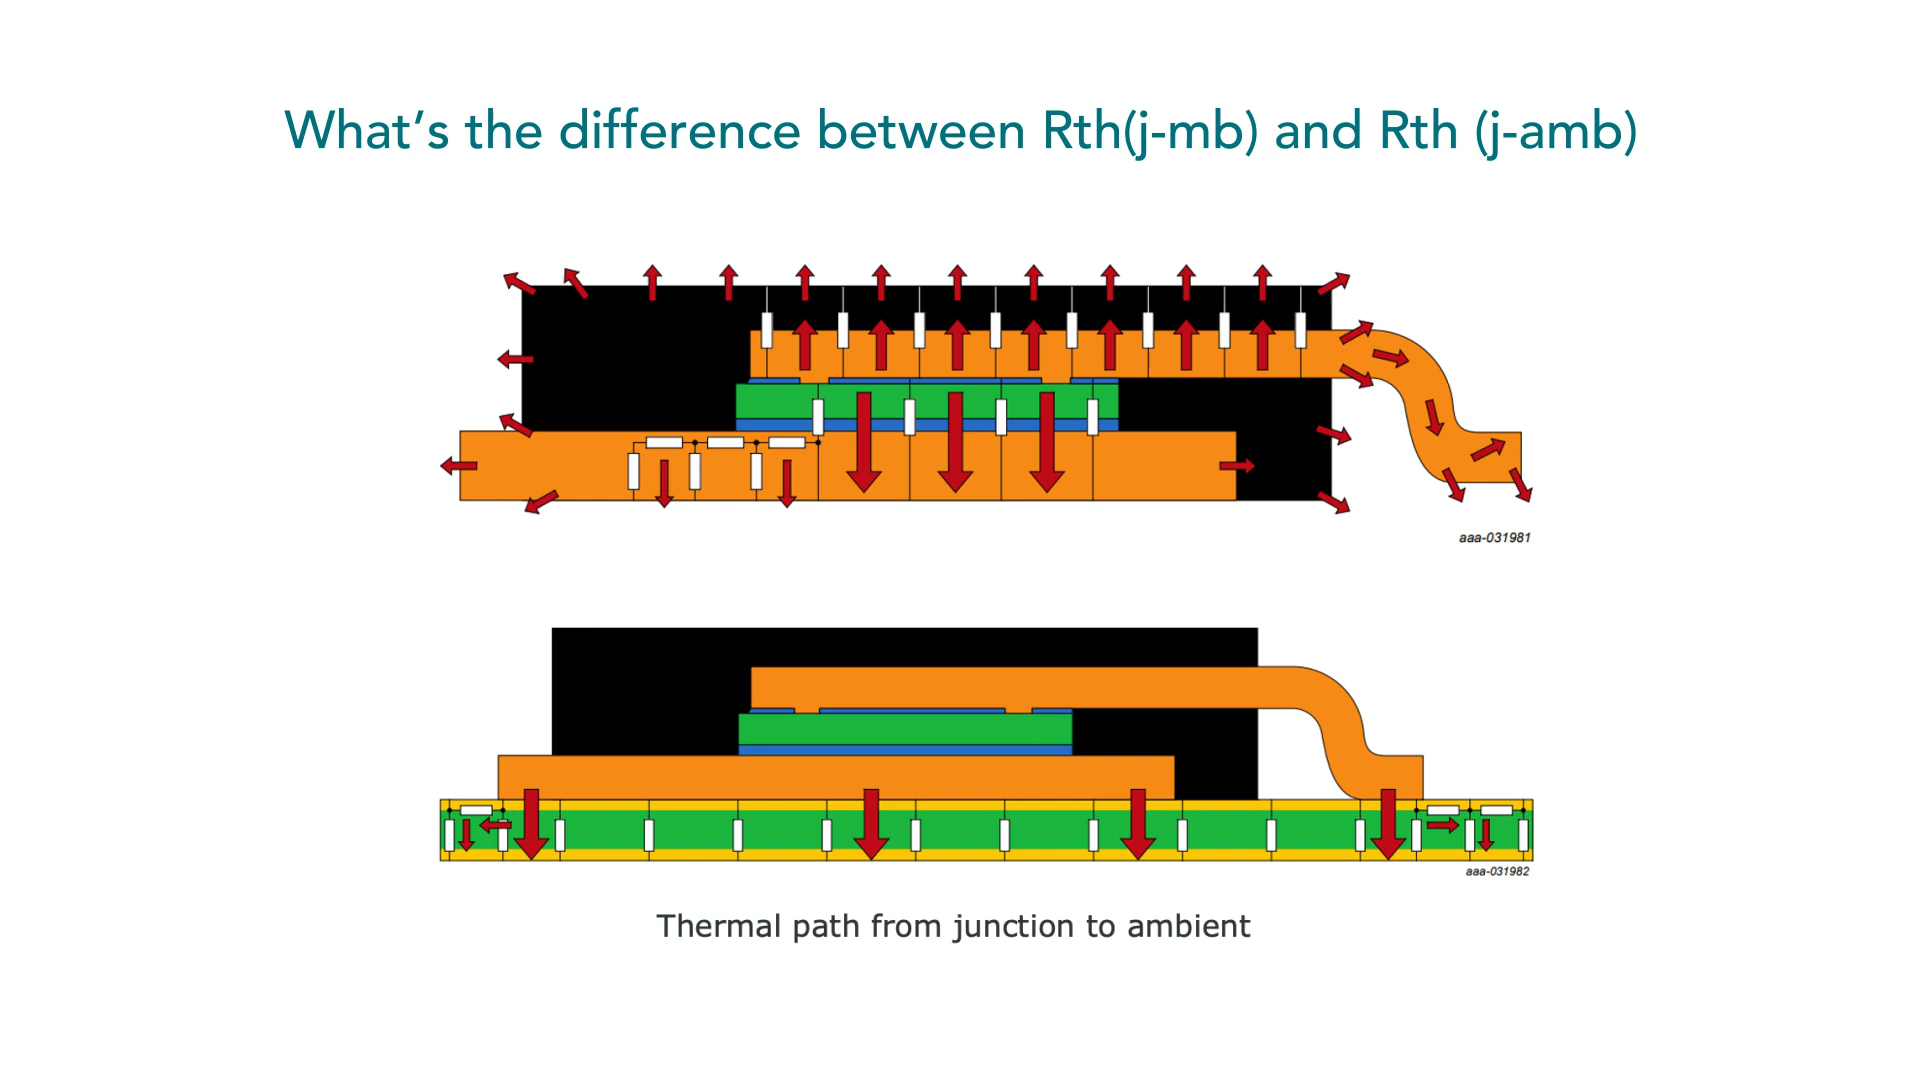 What‘s the difference between Rth(j-mb) and Rth (j-amb)
aaa-031981
aaa-031982
Thermal path from junction to ambient